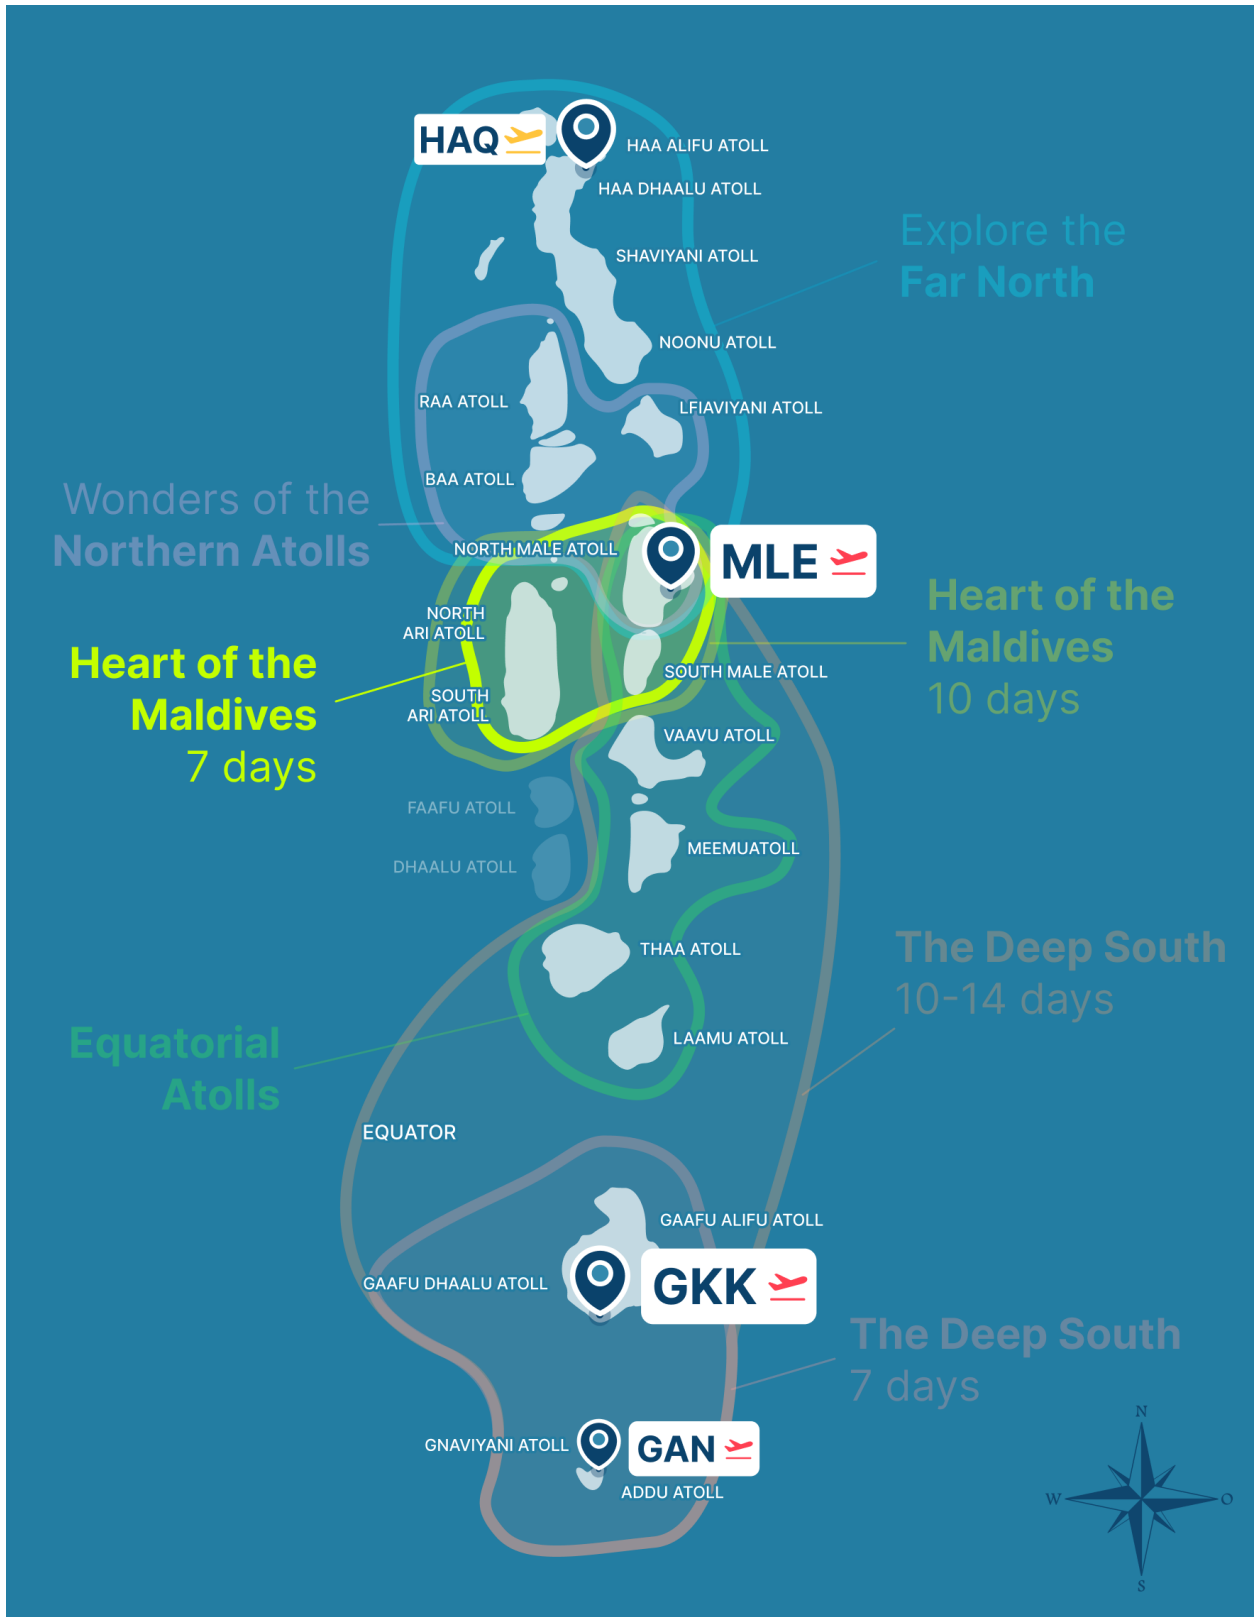 HAQ
HAA ALIFU ATOLL
HAA DHAALU ATOLL
Explore the
Far North
SHAVIYANI ATOLL
NOONU ATOLL
RAA ATOLL
LFIAVIYANI ATOLL
BAA ATOLL
Wonders of the
Northern Atolls
NORTH MALE ATOLL
MLE
NORTH
ARI ATOLL
Heart of the
Maldives
10 days
Heart of the
Maldives
7 days
SOUTH MALE ATOLL
SOUTH
ARI ATOLL
VAAVU ATOLL
FAAFU ATOLL
MEEMUATOLL
DHAALU ATOLL
THAA ATOLL
The Deep South
10-14 days
LAAMU ATOLL
Equatorial
Atolls
EQUATOR
GAAFU ALIFU ATOLL
GAAFU DHAALU ATOLL
GKK
The Deep South
7 days
GNAVIYANI ATOLL
GAN
ADDU ATOLL
N
W
O
S